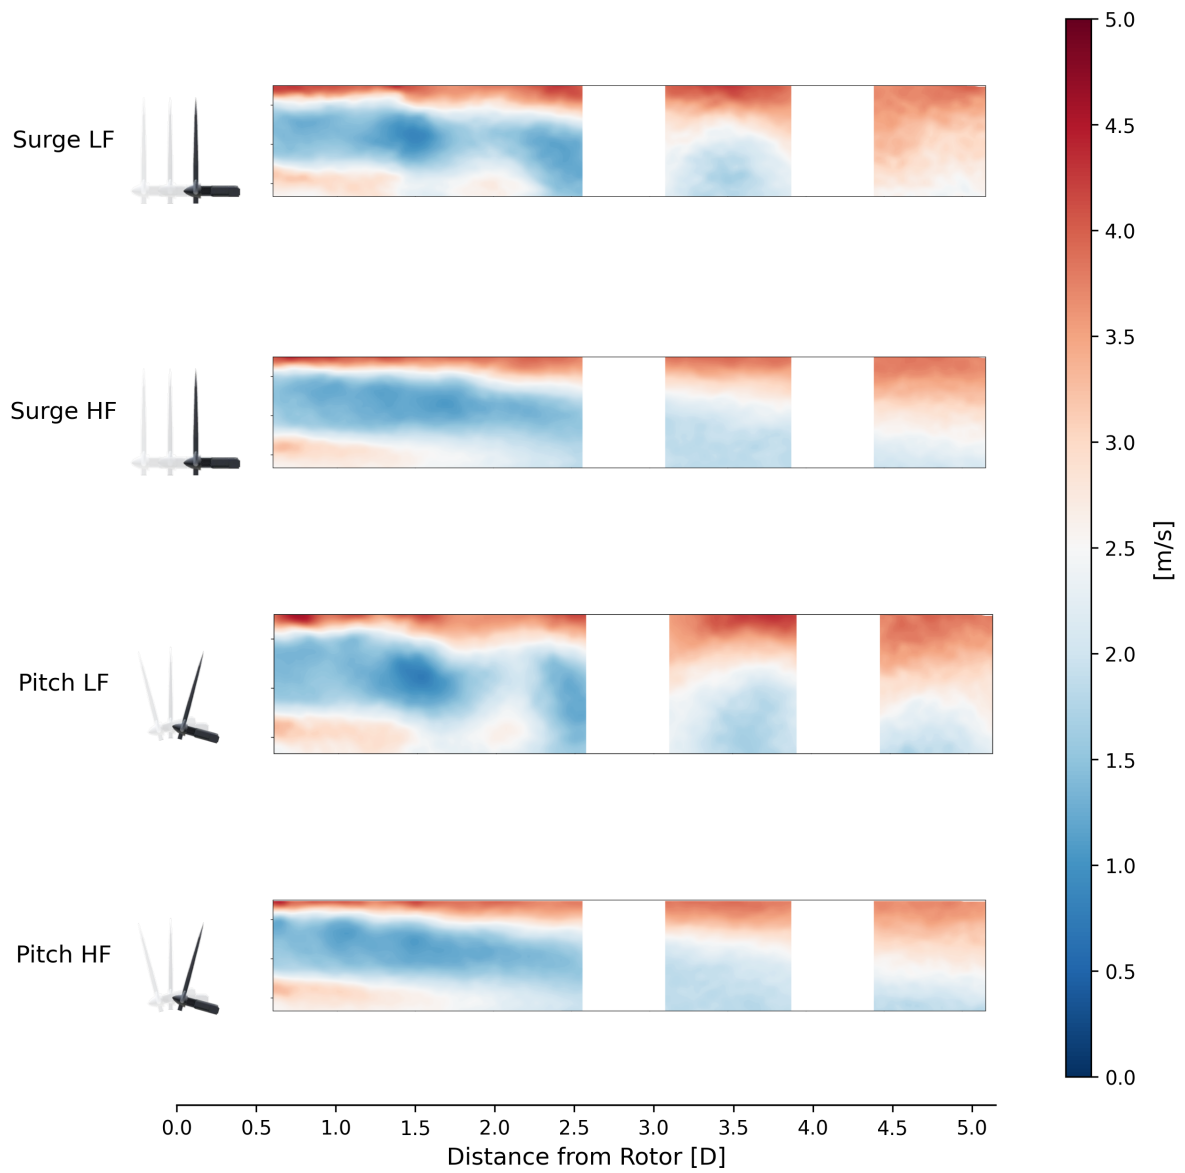 Surge LF
Surge HF
Pitch LF
Pitch HF
0.0 0.5 1.0 1.5 2.0 2.5 3.0 3.5 4.0 4.5 5.0
Distance from Rotor [D]
5.0
4.5
4.0
3.5
3.0
2.5
2.0
1.5
1.0
0.5
0.0
[m/s]